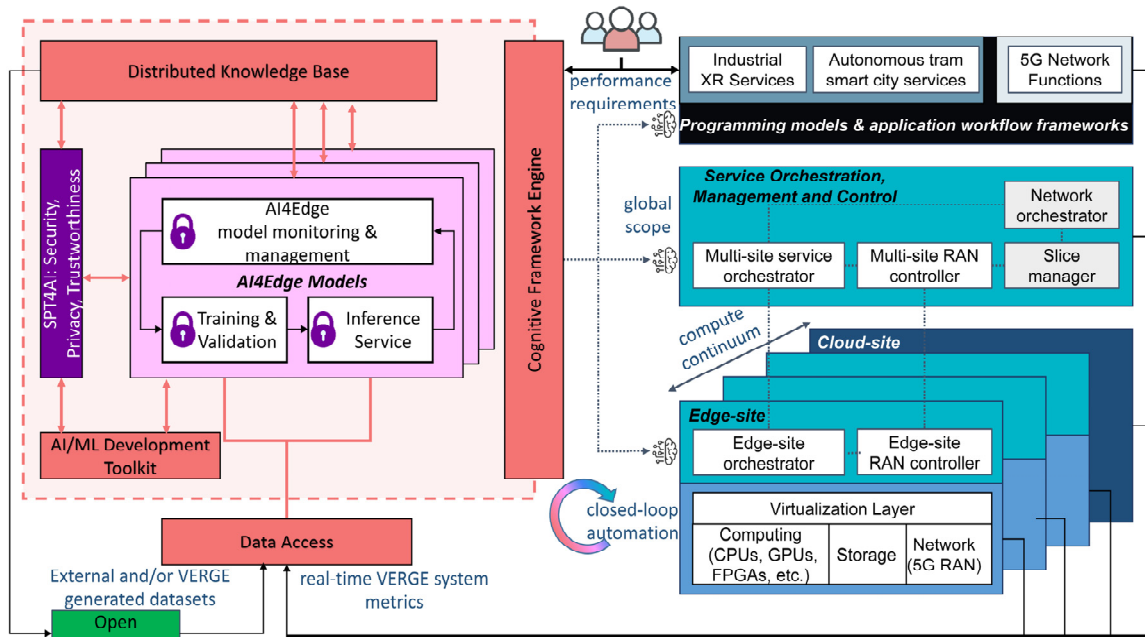 Distributed Knowledge Base
SPT4AI: Security,
Privacy, Trustworthiness
AI4Edge
model monitoring &
management
AI4Edge Models
Training &
Validation
Inference
Service
AI/ML Development
Toolkit
Cognitive Framework Engine
Data Access
External and/or VERGE
generated datasets
Open
real-time VERGE system
metrics
performance
requirements
Industrial
XR Services
Autonomous tram
smart city services
5G Network
Functions
Programming models & application workflow frameworks
global
scope
Service Orchestration,
Management and Control
Network
orchestrator
Multi-site service
orchestrator
Multi-site RAN
controller
Slice
manager
compute
continuum
Cloud-site
Edge-site
Edge-site
orchestrator
Edge-site
RAN controller
closed-loop
automation
Virtualization Layer
Computing
(CPUs, GPUs,
FPGAs, etc.)
Storage
Network
(5G RAN)